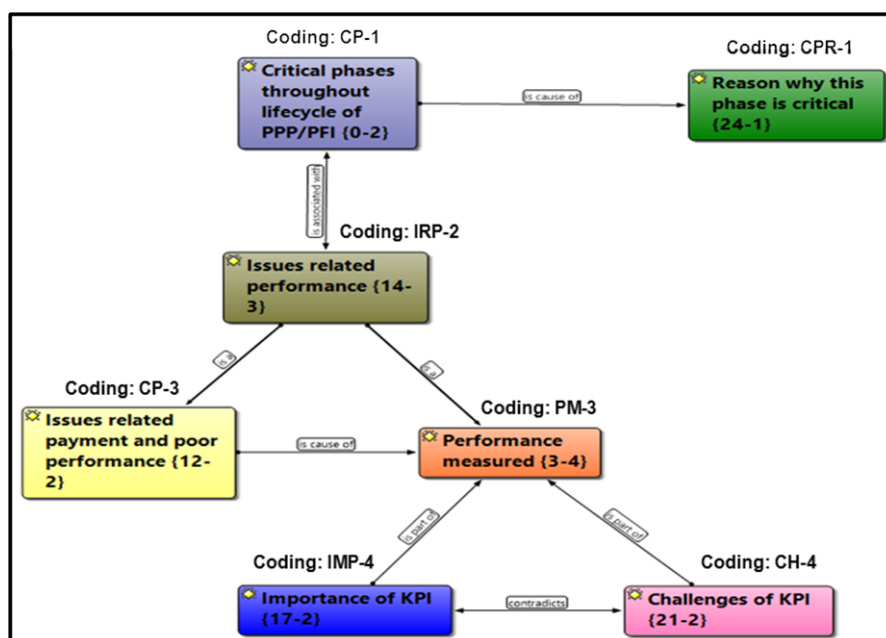 Coding: CP-1
Coding: CPR-1
Critical phases
throughout
lifecycle of
PPP/PFI {0-2}
is cause of
Reason why this
phase is critical
{24-1}
is associated with
Coding: IRP-2
Issues related
performance {14-
3}
is a
is a
Coding: CP-3
Coding: PM-3
Issues related
payment and poor
performance {12-
2}
is cause of
Performance
measured {3-4}
is part of
is part of
Coding: IMP-4
Coding: CH-4
Importance of KPI
{17-2}
contradicts
Challenges of KPI
{21-2}